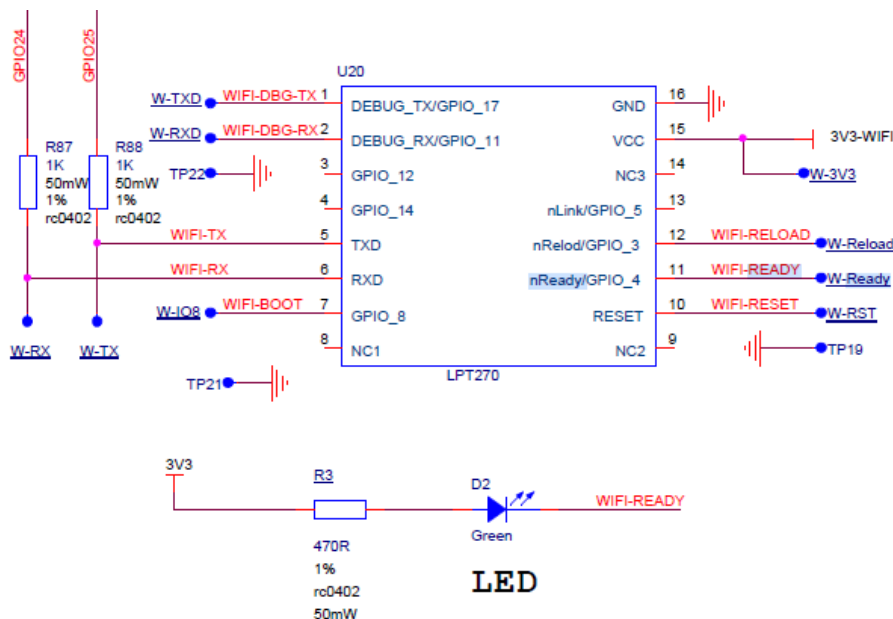 GPIO24
GPIO25
R87
1K
50mW
1%
rc0402
R88
1K
50mW
1%
rc0402
U20
W-TXD WIFI-DBG-TX 1 DEBUG_TX/GPIO_17 GND 16
W-RXD WIFI-DBG-RX 2 DEBUG_RX/GPIO_11 VCC 15 3V3-WIFI
TP22 3 GPIO_12 NC3 14 W-3V3
4 GPIO_14 nLink/GPIO_5 13
WIFI-TX 5 TXD nRelod/GPIO_3 12 WIFI-RELOAD W-Reload
WIFI-RX 6 RXD nReady/GPIO_4 11 WIFI-READY W-Ready
W-IO8 WIFI-BOOT 7 GPIO_8 RESET 10 WIFI-RESET W-RST
W-RX W-TX 8 NC1 NC2 9 TP19
TP21
LPT270
3V3
R3
470R
1%
rc0402
50mW
D2
Green
WIFI-READY
LED